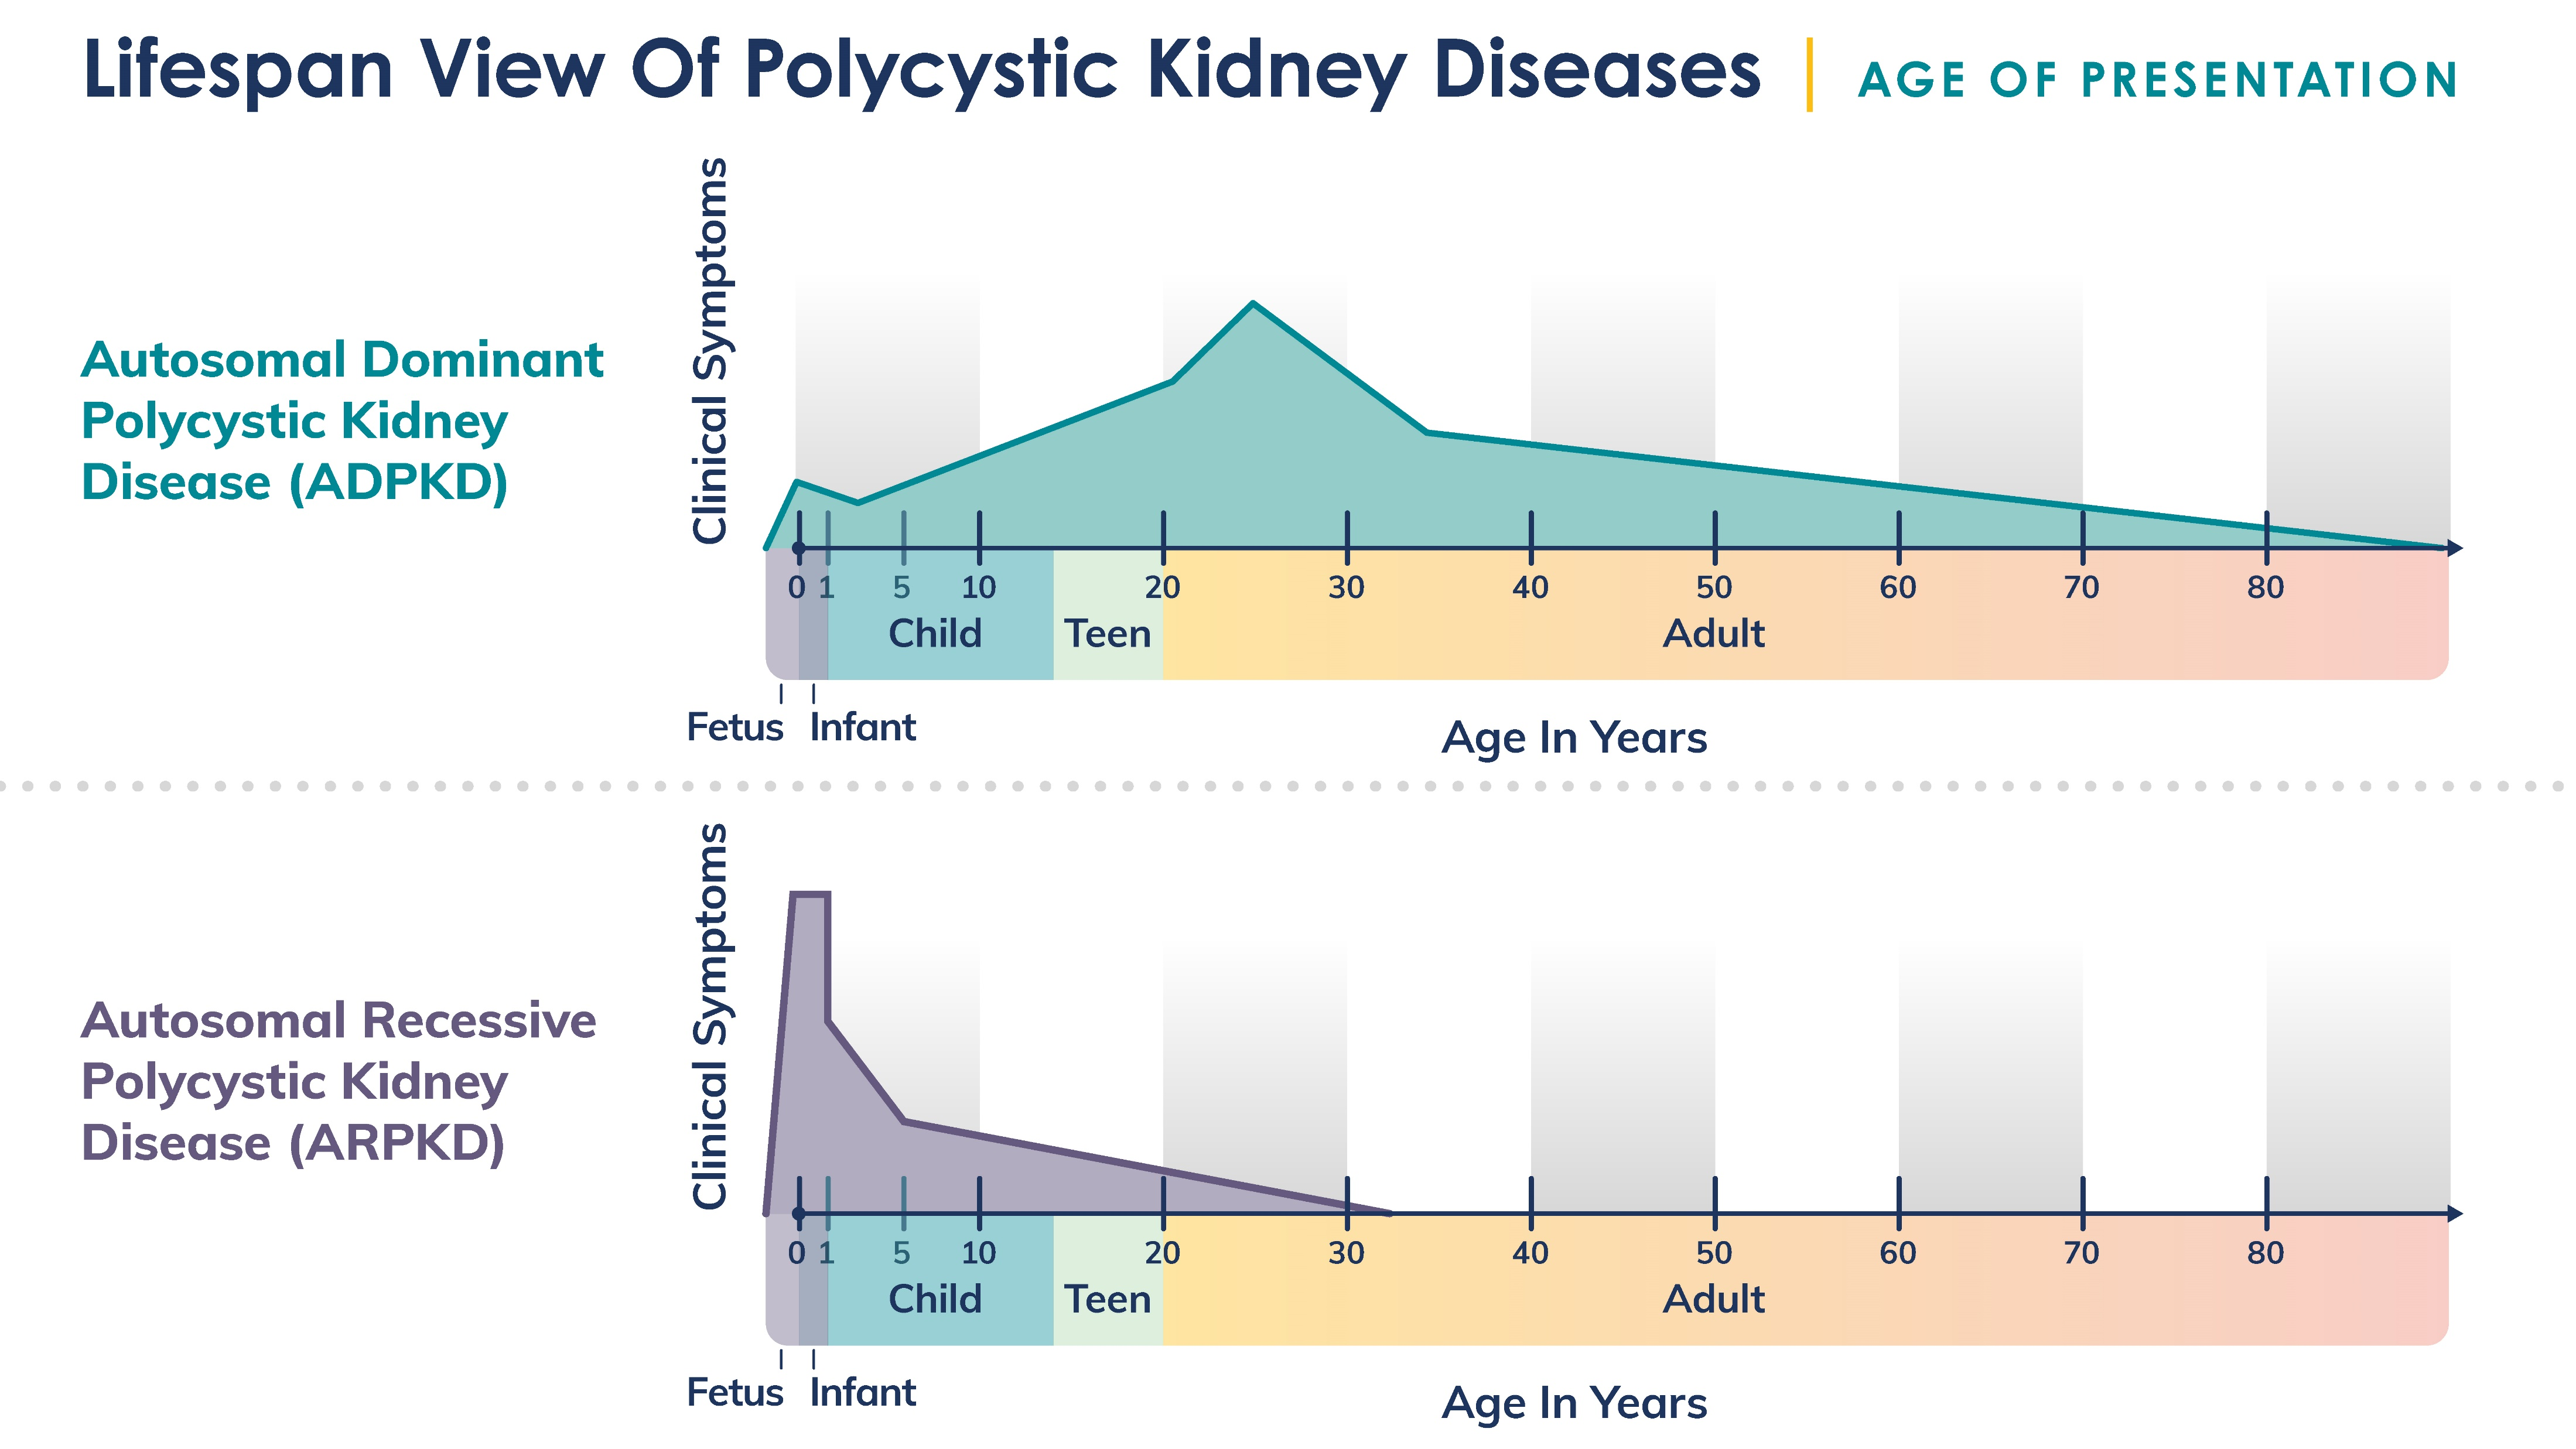 Lifespan View Of Polycystic Kidney Diseases | AGE OF PRESENTATION
Clinical Symptoms
Autosomal Dominant
Polycystic Kidney
Disease (ADPKD)
0 1 5 10 20 30 40 50 60 70 80
Child Teen Adult
Fetus Infant
Age In Years
Clinical Symptoms
Autosomal Recessive
Polycystic Kidney
Disease (ARPKD)
0 1 5 10 20 30 40 50 60 70 80
Child Teen Adult
Fetus Infant
Age In Years